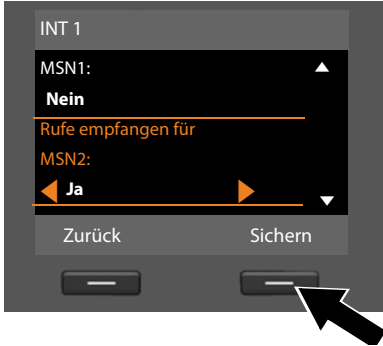 INT 1
MSN1:
Nein
Rufe empfangen für
MSN2:
Ja
Zurück Sichern